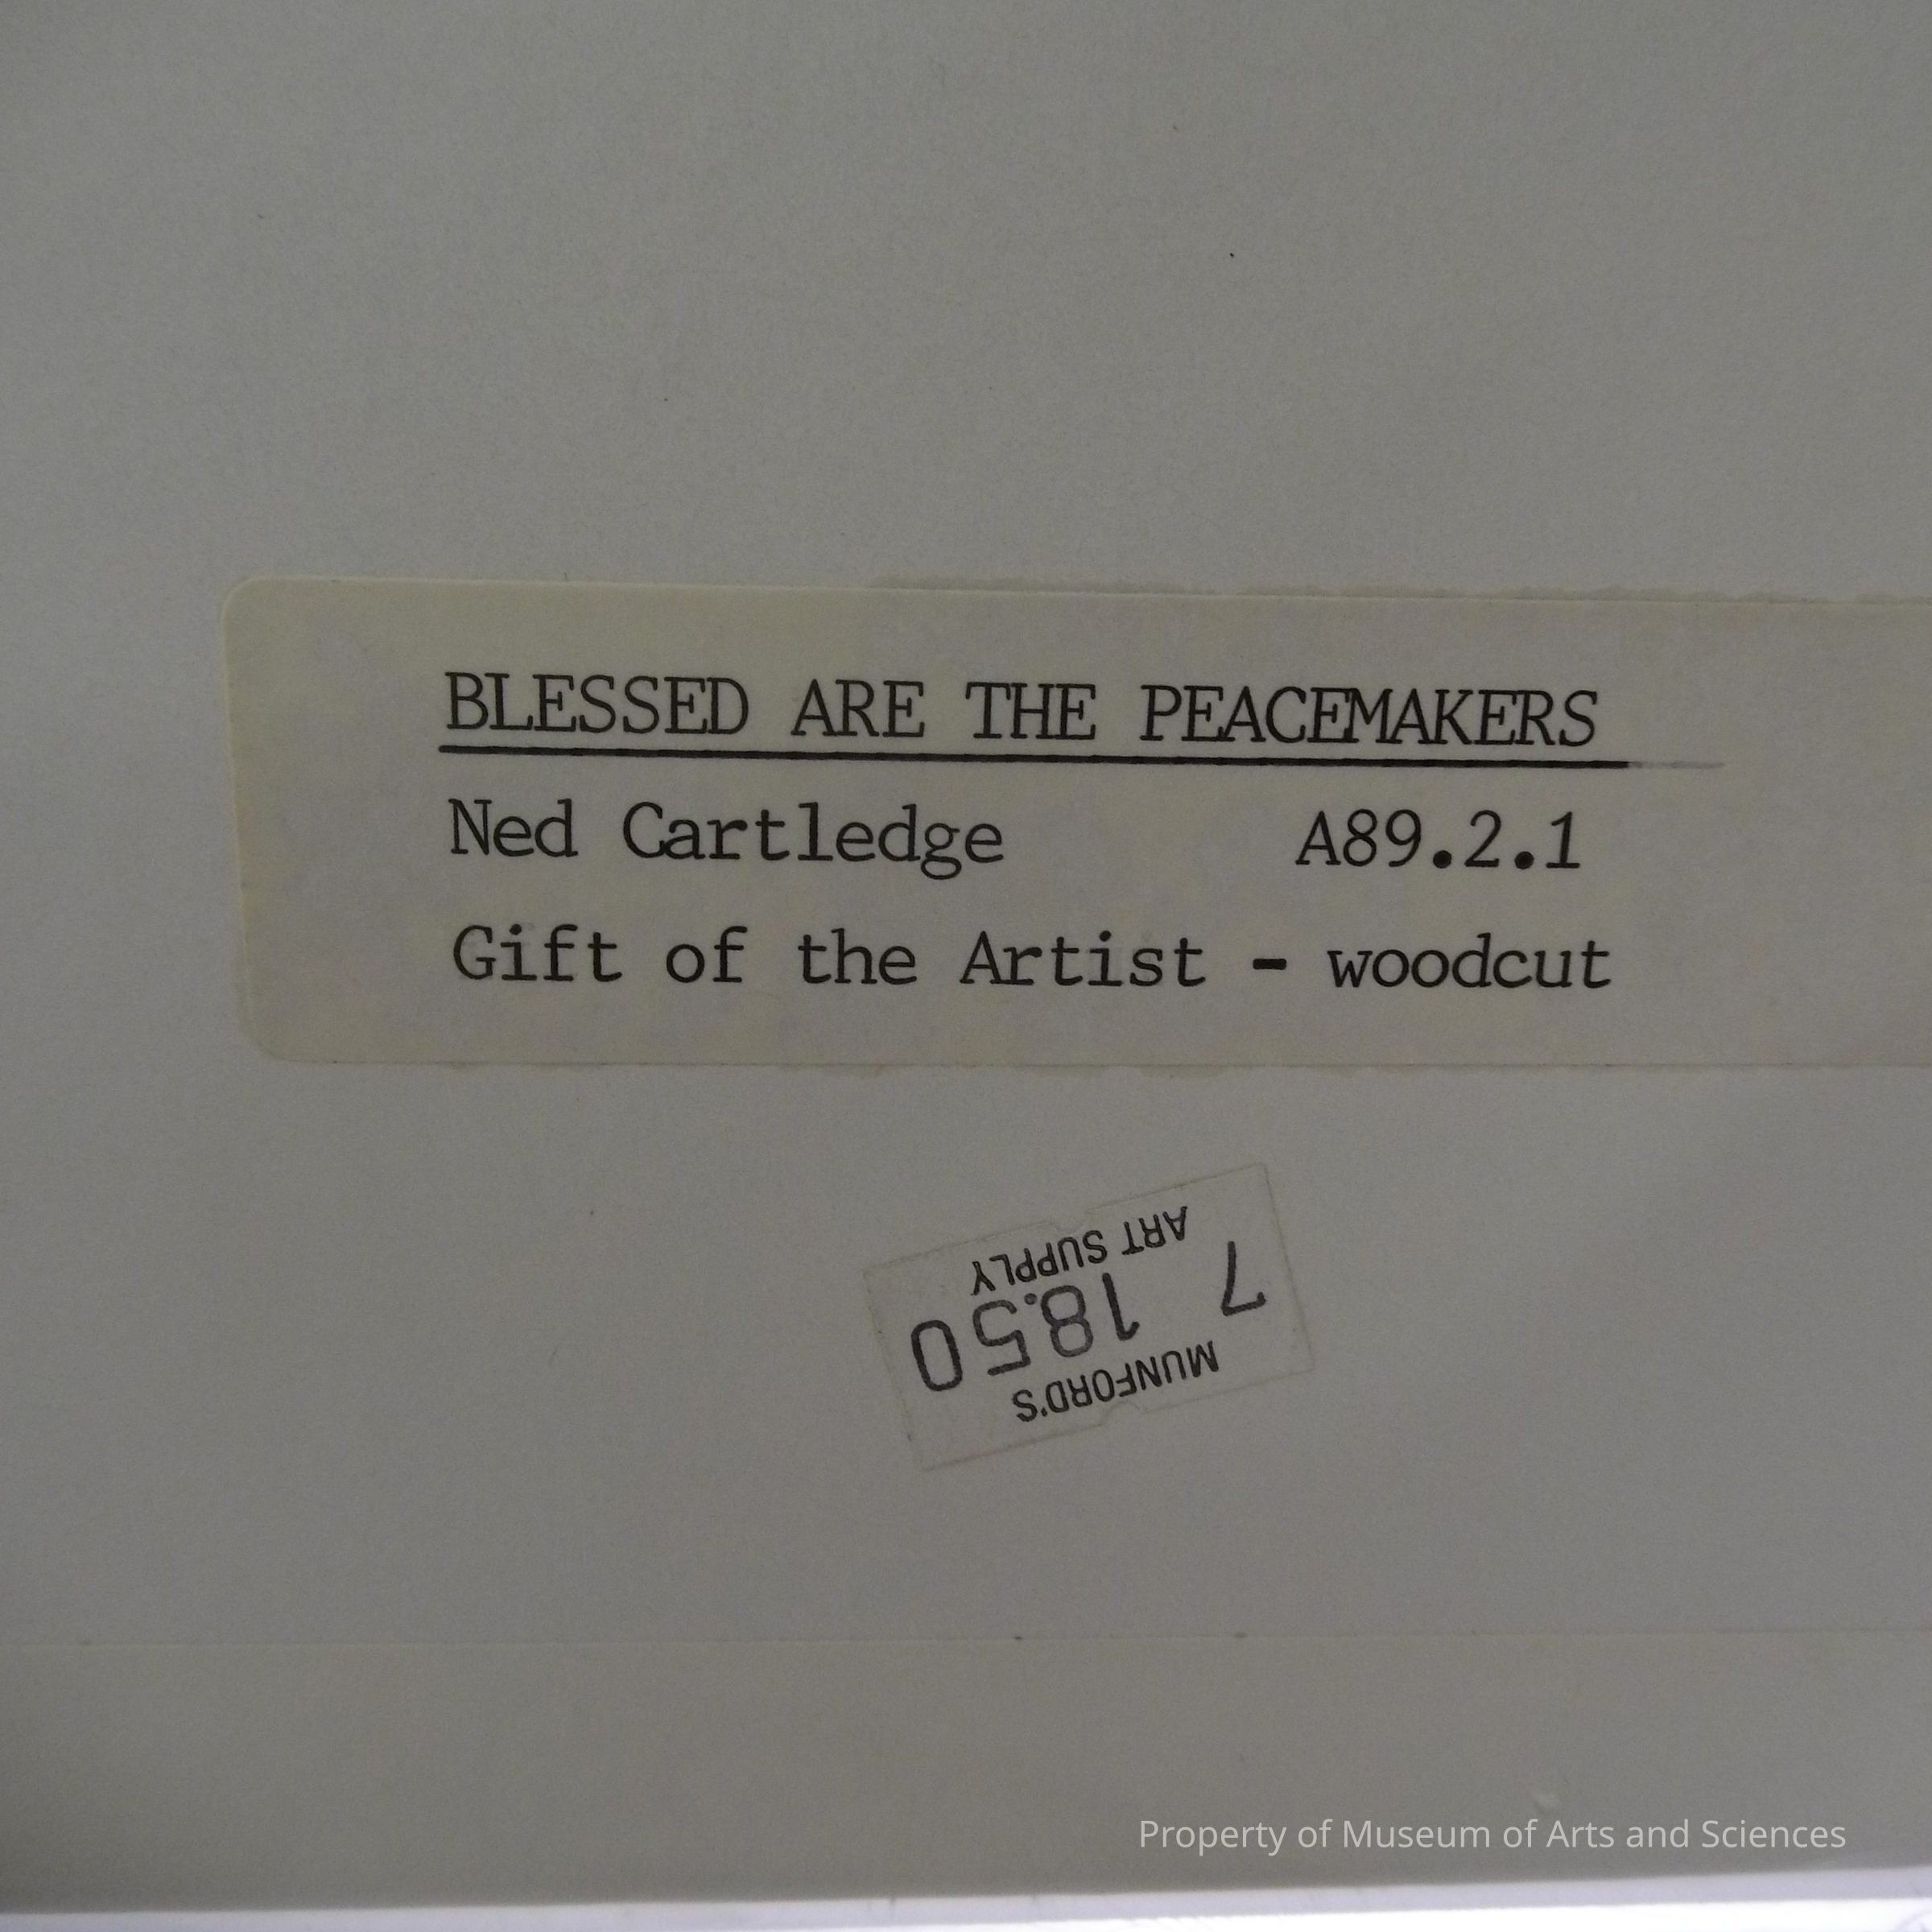 BLESSED ARE THE PEACEMAKERS
Ned Cartledge A89.2.1
Gift of the Artist - woodcut
MUNFORD'S
7 18.50
ART SUPPLY
Property of Museum of Arts and Sciences